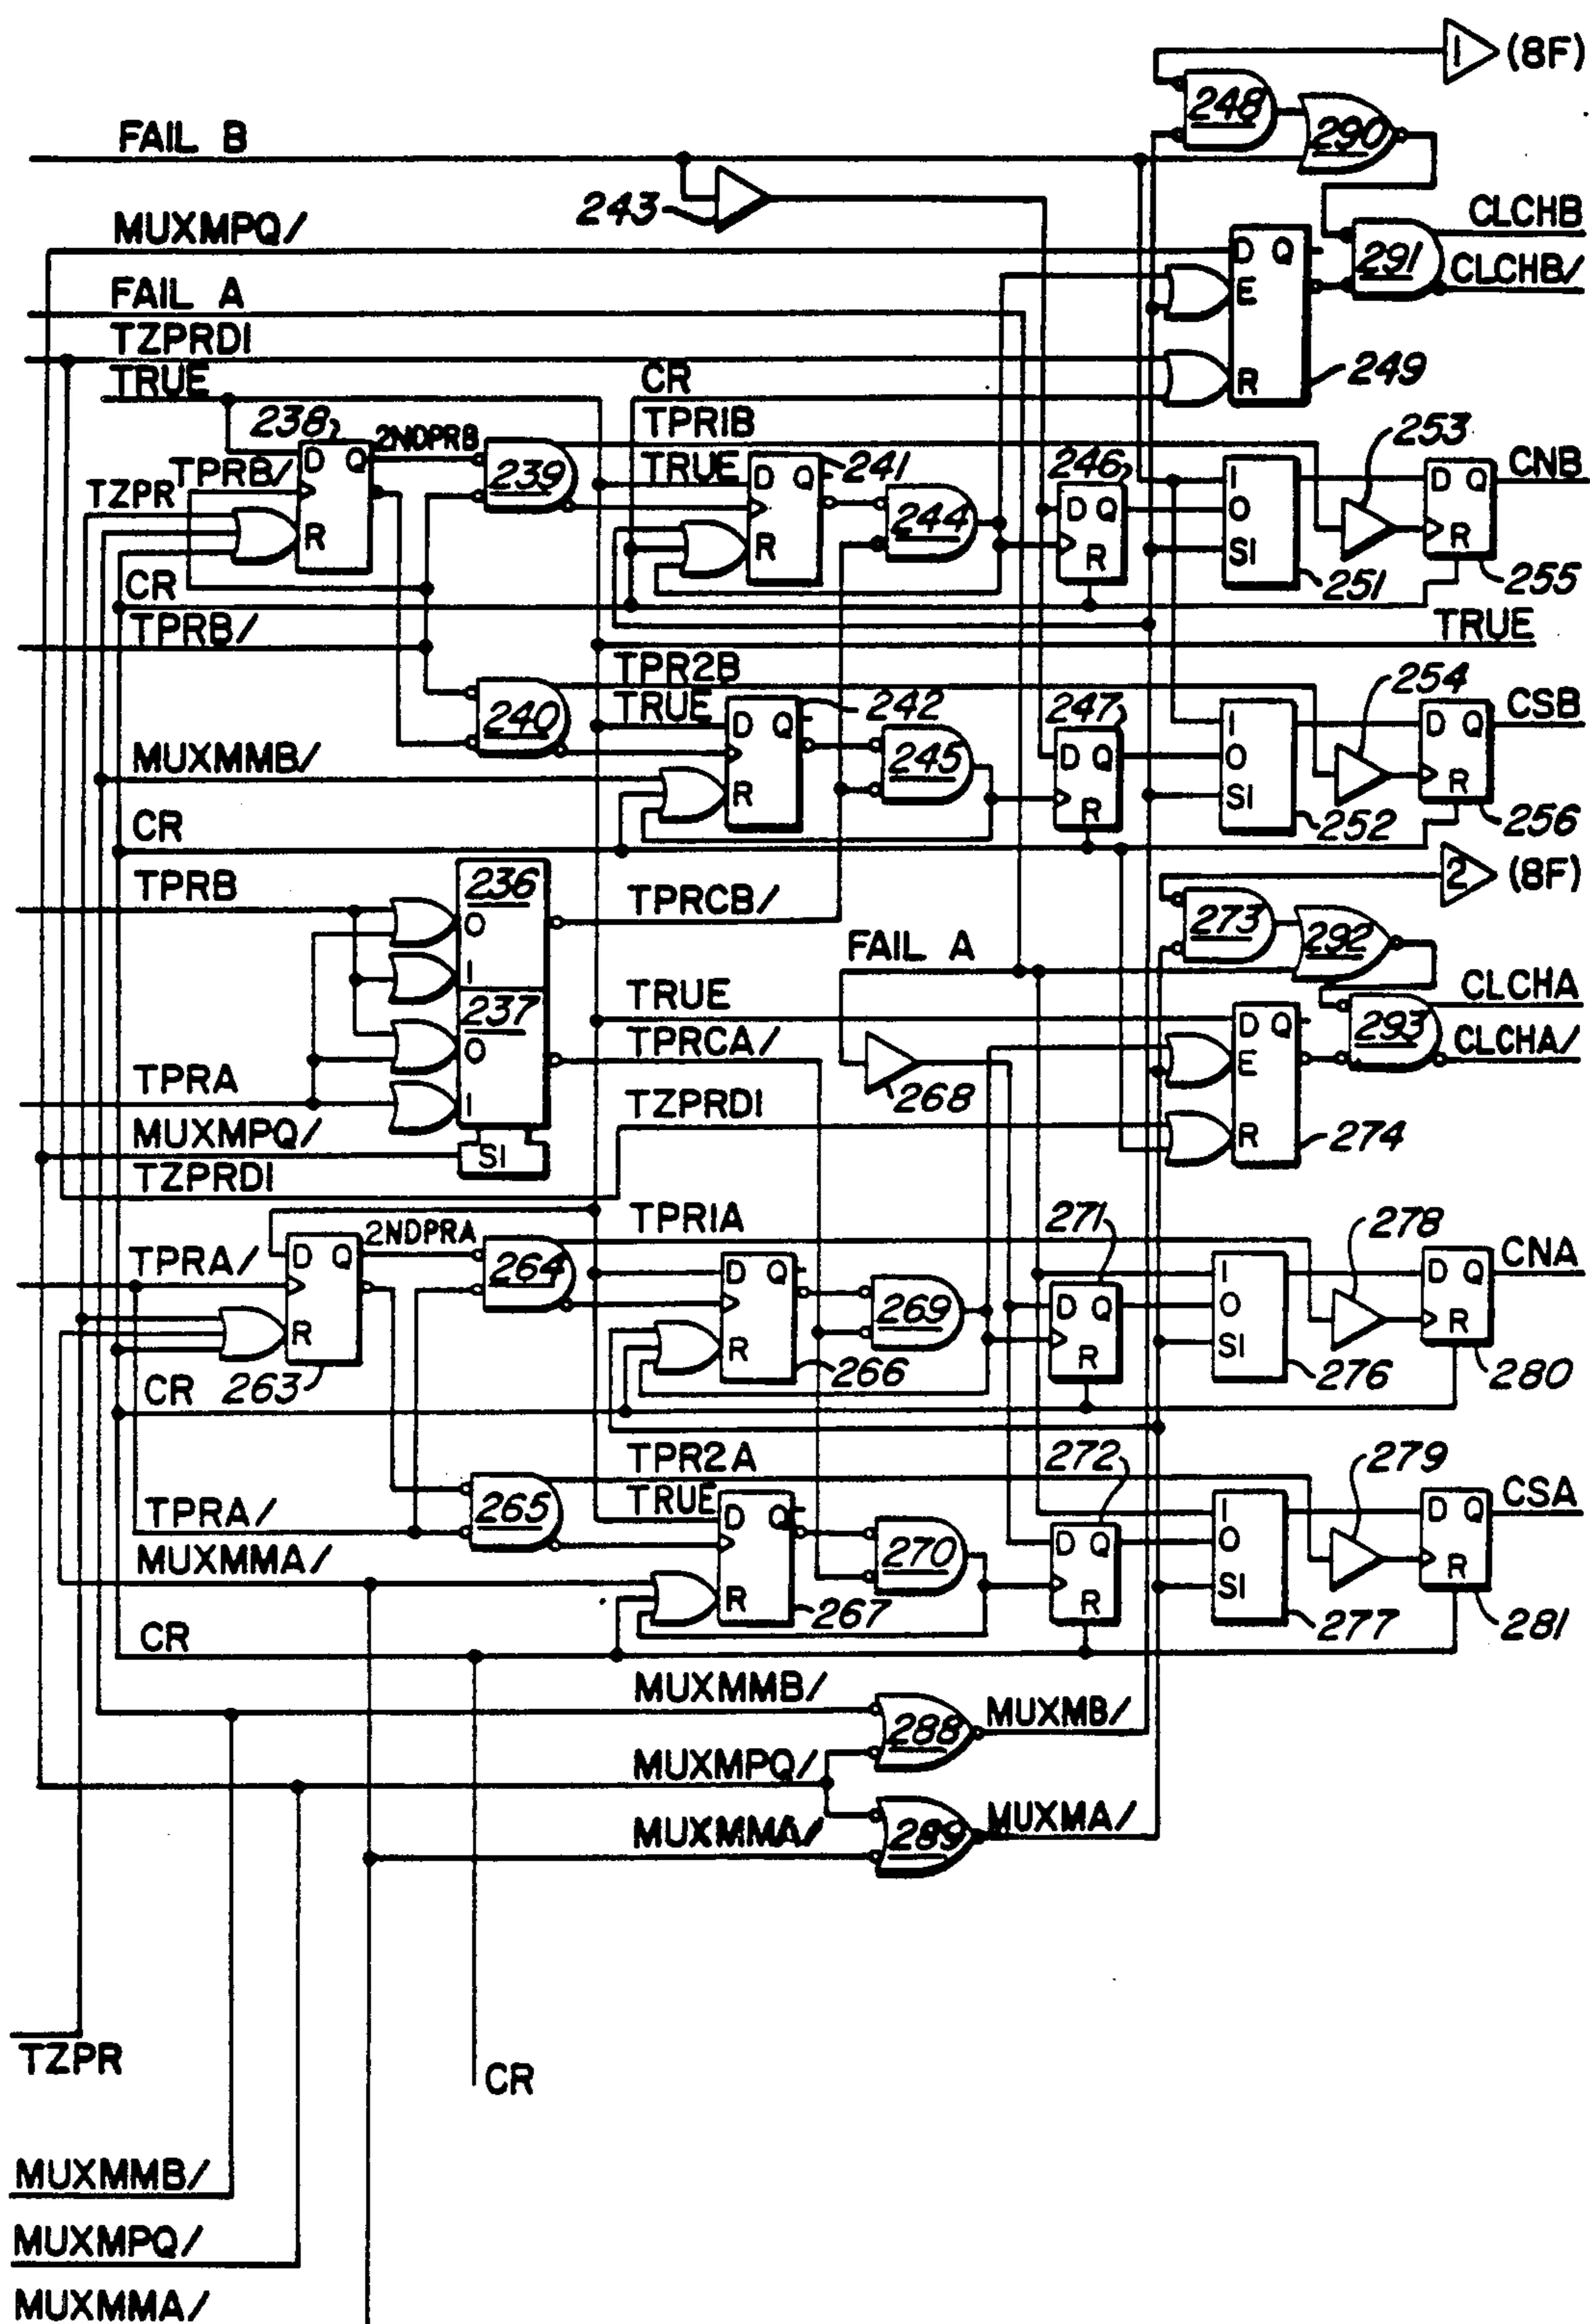 1 (8F)
248
290
FAIL B
243
CLCHB
MUXMPQ/
D Q
291
CLCHB/
FAIL A
E
TZPRDI
TRUE
CR
R
249
238
2NDPRB
TPRIB
253
TPRB/
D Q
239
TRUE
D Q
241
246
I
D Q
CNB
TZPR
244
D Q
O
R
R
R
SI
R
CR
251
255
TPRB/
TRUE
TPR2B
254
240
TRUE
D Q
242
247
I
D Q
CSB
MUXMMB/
245
D Q
O
R
SI
R
CR
R
252
256
2 (8F)
TPRB
236
O
TPRCB/
273
FAIL A
292
I
TRUE
CLCHA
237
D Q
293
O
TPRCA/
CLCHA/
E
TPRA
I
268
TZPRDI
MUXMPQ/
R
274
SI
TZPRDI
TPRIA
271
278
2NDPRA
TPRA/
D Q
264
D Q
I
D Q
CNA
269
D Q
O
R
R
SI
R
CR
263
266
R
276
280
TPR2A
272
279
TPRA/
265
TRUE
D Q
I
D Q
CSA
MUXMMA/
270
D Q
O
R
267
R
SI
R
CR
277
281
MUXMMB/
288
MUXMB/
MUXMPQ/
MUXMMA/
289
MUXMA/
TZPR
CR
MUXMMB/
MUXMPQ/
MUXMMA/